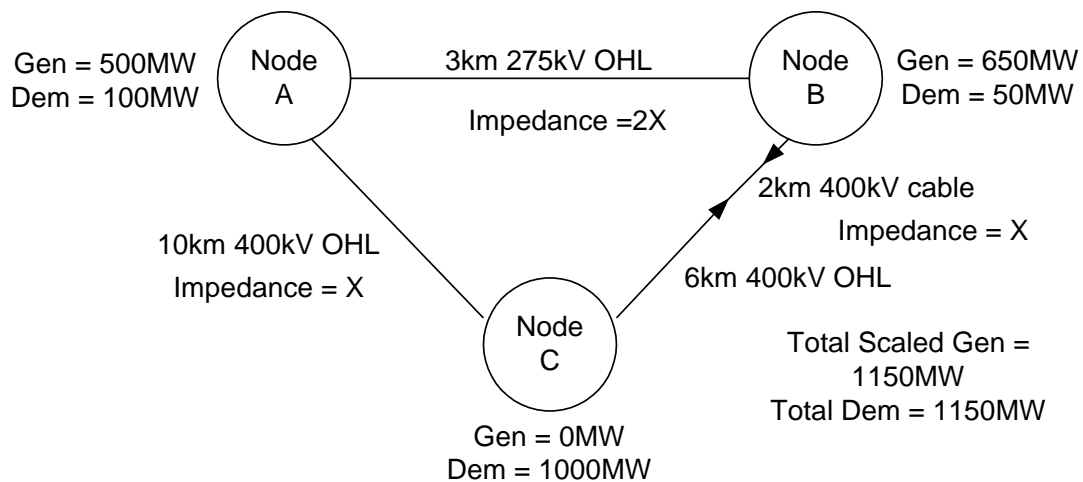 Gen = 500MW
Dem = 100MW
Node
A
3km 275kV OHL
Impedance =2X
Node
B
Gen = 650MW
Dem = 50MW
2km 400kV cable
Impedance = X
10km 400kV OHL
Impedance = X
6km 400kV OHL
Node
C
Total Scaled Gen =
1150MW
Total Dem = 1150MW
Gen = 0MW
Dem = 1000MW